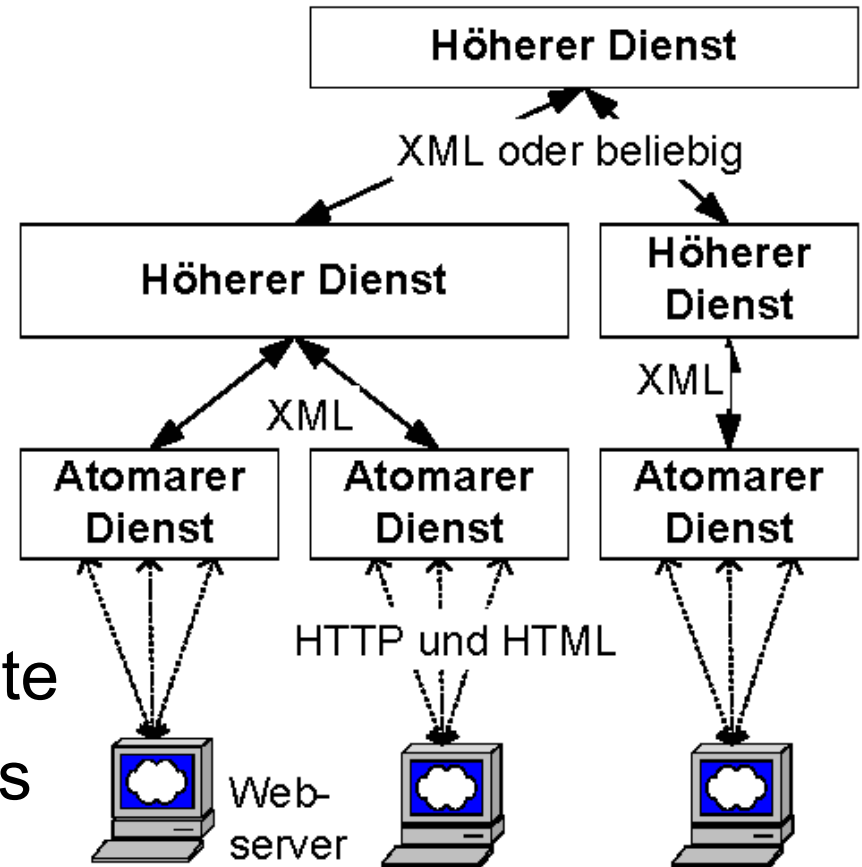 Höherer Dienst
XML oder beliebig
Höherer Dienst
Höherer
Dienst
XML
XML
Atomarer
Dienst
Atomarer
Dienst
Atomarer
Dienst
HTTP und HTML
te
s
Web-
server